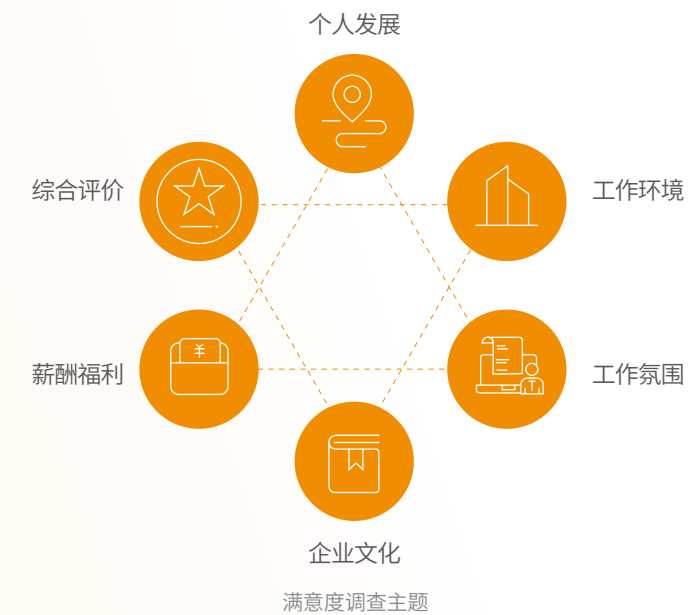 个人发展
综合评价
工作环境
薪酬福利
¥
工作氛围
企业文化
满意度调查主题